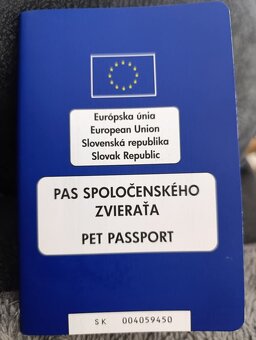 Európska únia
European Union
Slovenská republika
Slovak Republic
PAS SPOLOČENSKÉHO
ZVIERAŤA
PET PASSPORT
SK 004059450